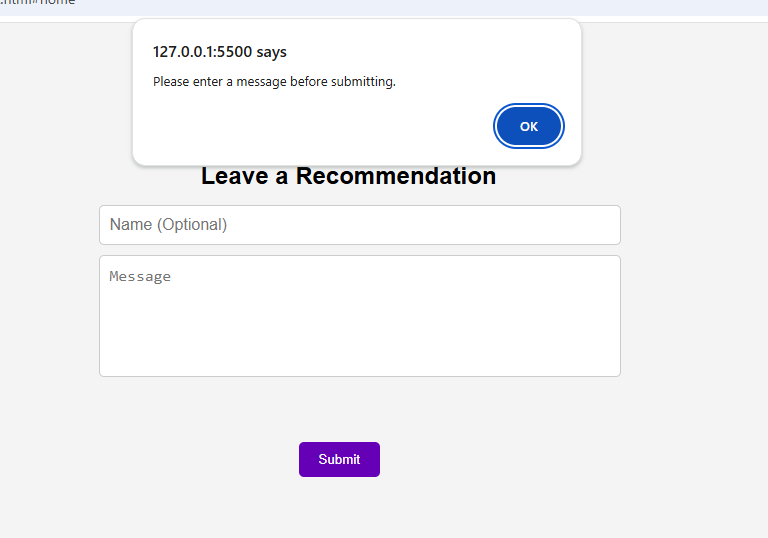 .html#home
127.0.0.1:5500 says
Please enter a message before submitting.
OK
Leave a Recommendation
Name (Optional)
Message
Submit